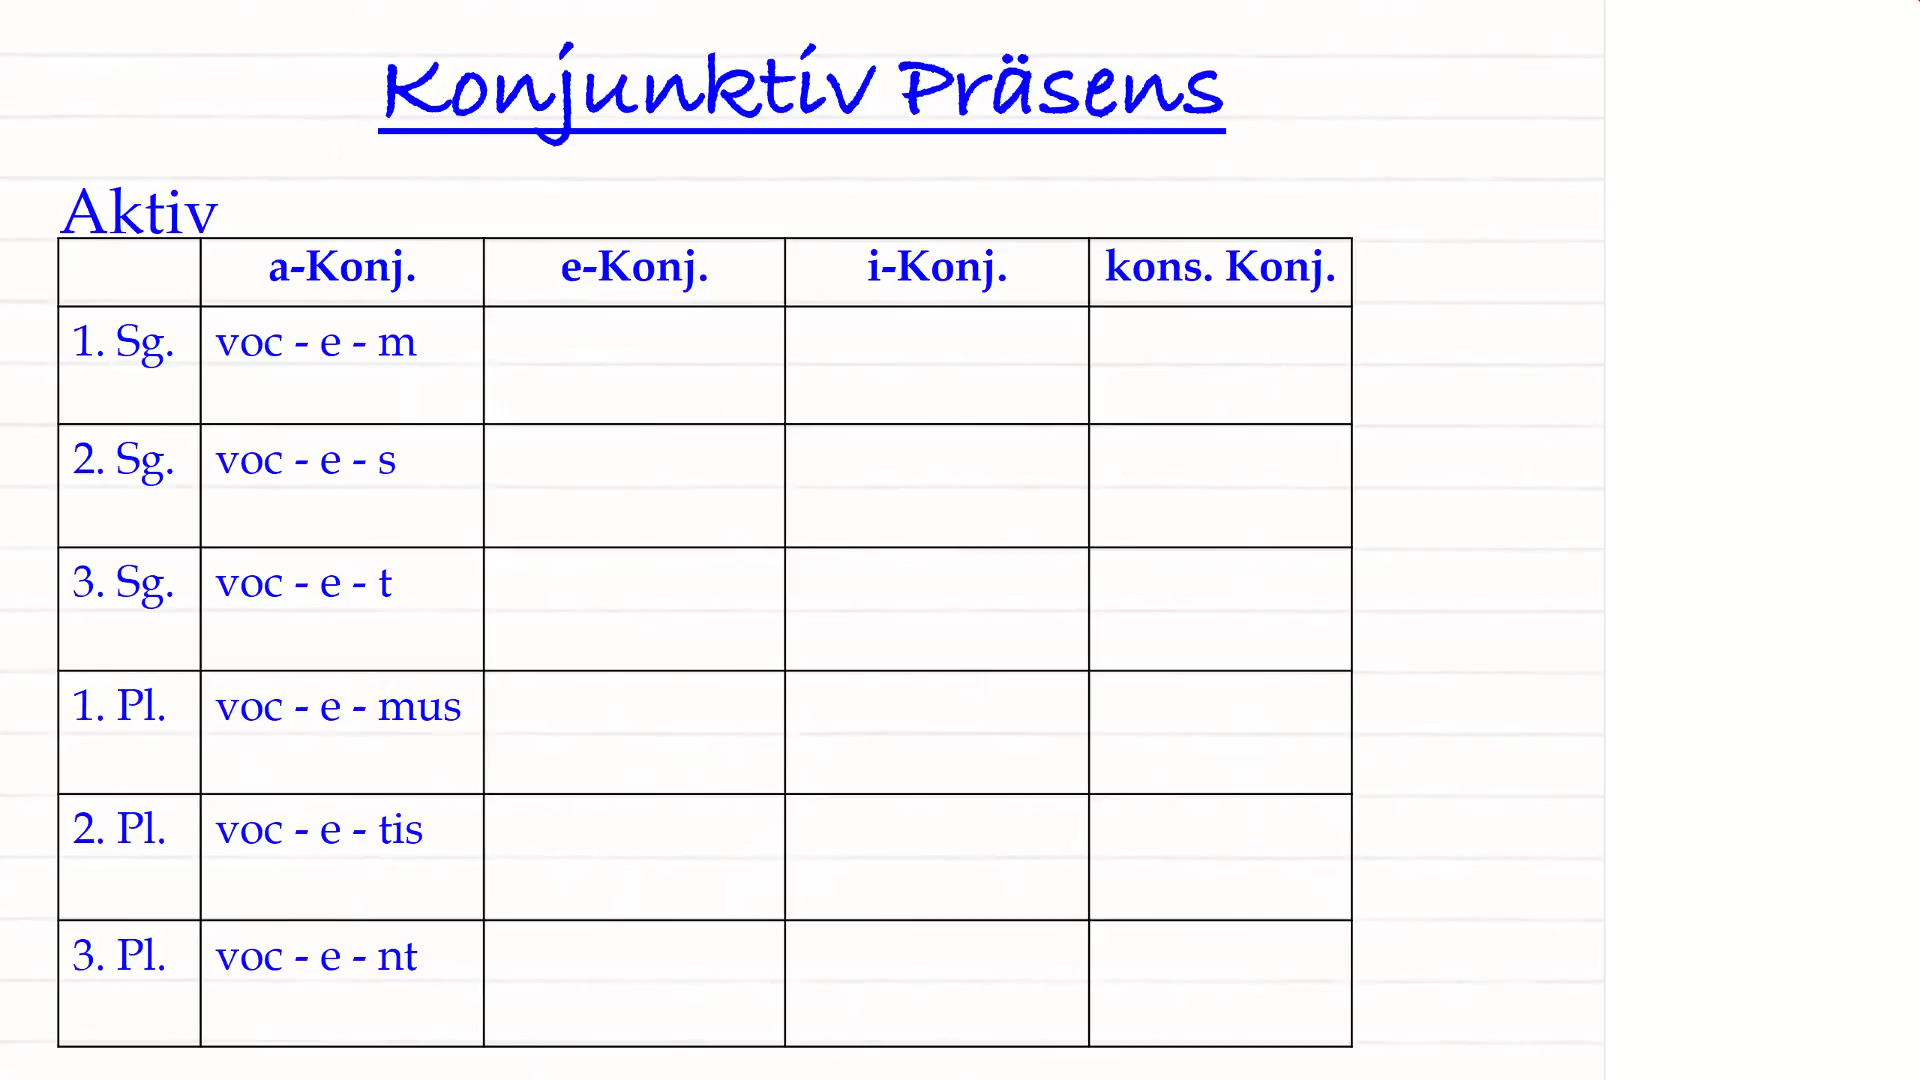 Konjunktiv Präsens
Aktiv
a-Konj. e-Konj. i-Konj. kons. Konj.
1. Sg. voc - e - m
2. Sg. voc - e - s
3. Sg. voc - e - t
1. Pl. voc - e - mus
2. Pl. voc - e - tis
3. Pl. voc - e - nt